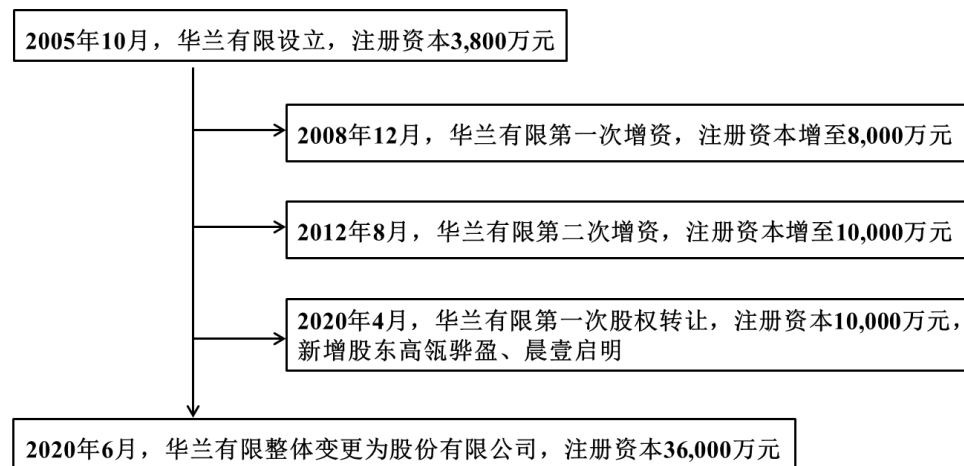 2005年10月，华兰有限设立，注册资本3,800万元
2008年12月，华兰有限第一次增资，注册资本增至8,000万元
2012年8月，华兰有限第二次增资，注册资本增至10,000万元
2020年4月，华兰有限第一次股权转让，注册资本10,000万元，
新增股东高瓴骅盈、晨壹启明
2020年6月，华兰有限整体变更为股份有限公司，注册资本36,000万元